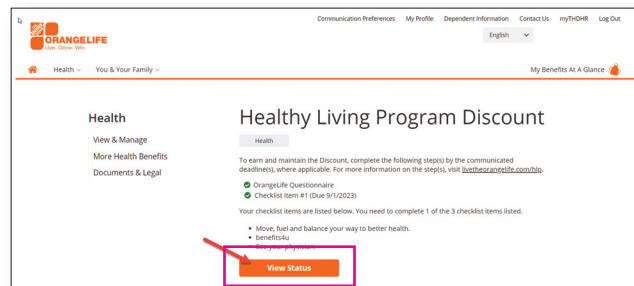 Communication Preferences My Profile Dependent Information Contact Us myTHDHR Log Out
English
ORANGELIFE
Live. Grow. Win.
Health You & Your Family My Benefits At A Glance
Health
View & Manage
More Health Benefits
Documents & Legal
Healthy Living Program Discount
Health
To earn and maintain the Discount, complete the following step(s) by the communicated
deadline(s), where applicable. For more information on the step(s), visit livetheorangelife.com/hlp.
OrangeLife Questionnaire
Checklist Item #1 (Due 9/1/2023)
Your checklist items are listed below. You need to complete 1 of the 3 checklist items listed.
Move, fuel and balance your way to better health.
benefits4u
See your physician.
View Status